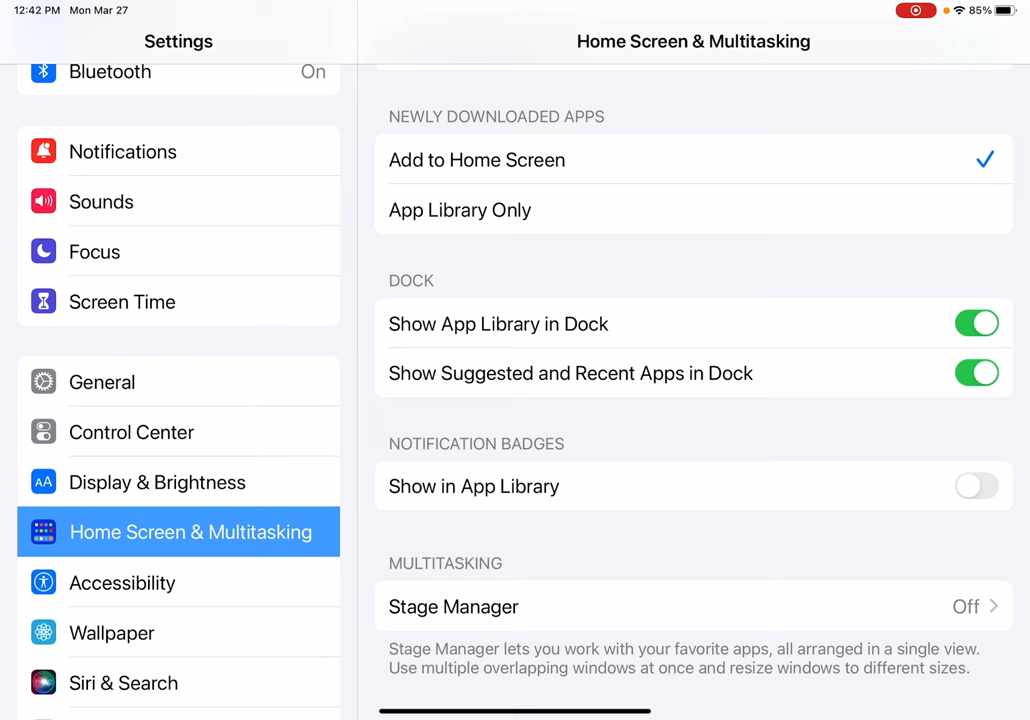 12:42 PM Mon Mar 27
85%
Settings
Home Screen & Multitasking
Bluetooth On
Notifications
Sounds
Focus
Screen Time
General
Control Center
AA Display & Brightness
Home Screen & Multitasking
Accessibility
Wallpaper
Siri & Search
NEWLY DOWNLOADED APPS
Add to Home Screen
App Library Only
DOCK
Show App Library in Dock
Show Suggested and Recent Apps in Dock
NOTIFICATION BADGES
Show in App Library
MULTITASKING
Stage Manager Off
Stage Manager lets you work with your favorite apps, all arranged in a single view.
Use multiple overlapping windows at once and resize windows to different sizes.